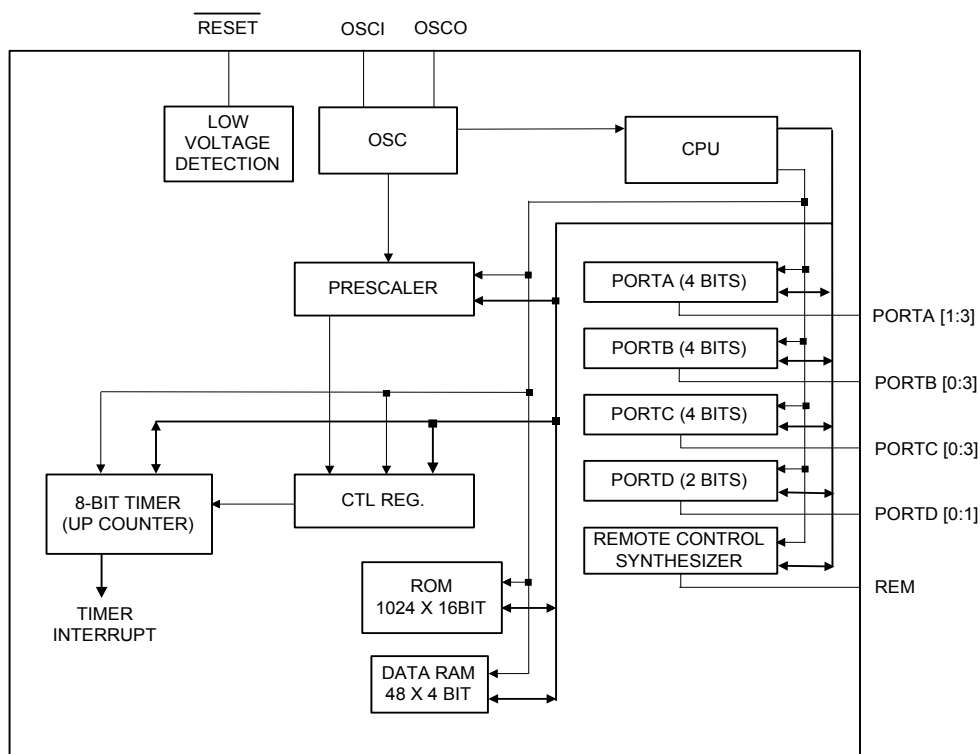 RESET OSCI OSCO
LOW
VOLTAGE
DETECTION
OSC
CPU
PRESCALER
PORTA (4 BITS)
PORTA [1:3]
PORTB (4 BITS)
PORTB [0:3]
PORTC (4 BITS)
PORTC [0:3]
8-BIT TIMER
(UP COUNTER)
CTL REG.
PORTD (2 BITS)
PORTD [0:1]
REMOTE CONTROL
SYNTHESIZER
REM
TIMER
INTERRUPT
ROM
1024 X 16BIT
DATA RAM
48 X 4 BIT